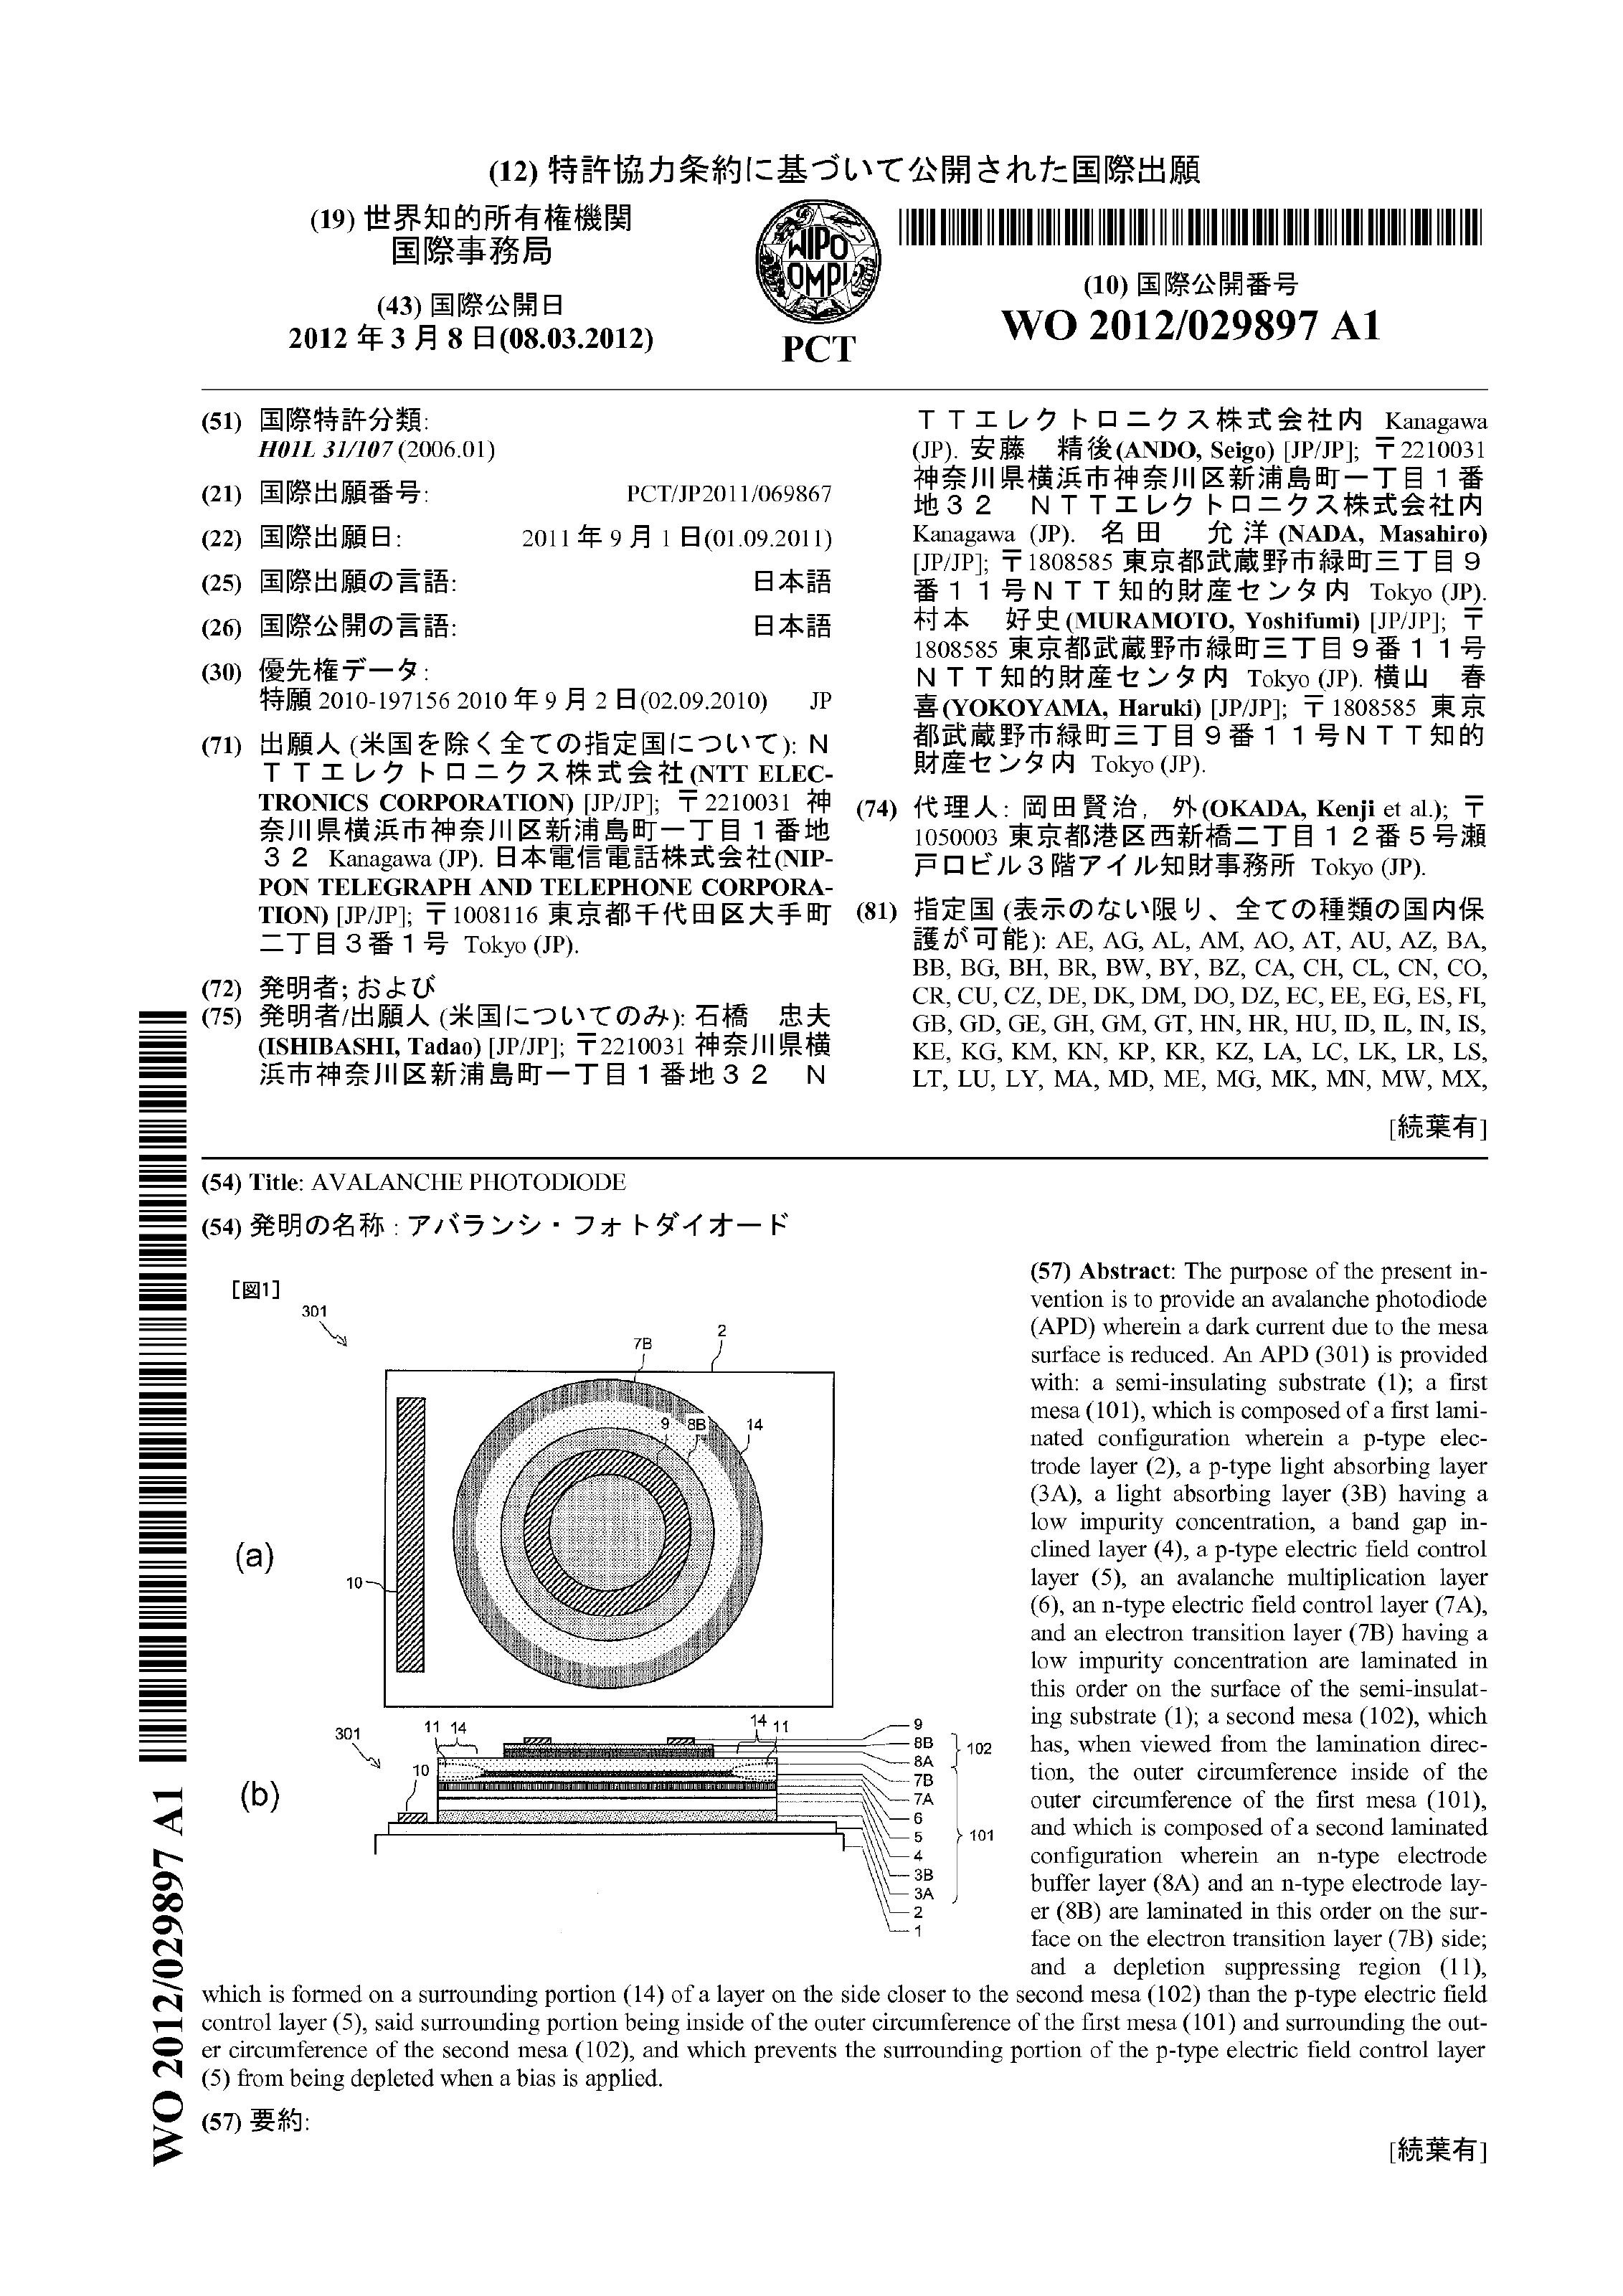 (12) 特許協力条約に基づいて公開された国際出願
(19) 世界知的所有権機関
国際事務局
(43) 国際公開日
2012 年 3 月 8 日(08.03.2012)
WIPO
OMPI
PCT
(10) 国際公開番号
WO 2012/029897 A1
(51) 国際特許分類:
H01L 31/107 (2006.01)
(21) 国際出願番号: PCT/JP2011/069867
(22) 国際出願日: 2011 年 9 月 1 日(01.09.2011)
(25) 国際出願の言語: 日本語
(26) 国際公開の言語: 日本語
(30) 優先権データ:
特願 2010-197156 2010 年 9 月 2 日(02.09.2010) JP
(71) 出願人 (米国を除く全ての指定国について): N
TTエレクトロニクス株式会社(NTT ELEC-
TRONICS CORPORATION) [JP/JP]; 〒2210031 神
奈川県横浜市神奈川区新浦島町一丁目1番地
32 Kanagawa (JP). 日本電信電話株式会社(NIP-
PON TELEGRAPH AND TELEPHONE CORPORA-
TION) [JP/JP]; 〒1008116 東京都千代田区大手町
二丁目3番1号 Tokyo (JP).
(72) 発明者; および
(75) 発明者/出願人 (米国についてのみ): 石橋 忠夫
(ISHIBASHI, Tadao) [JP/JP]; 〒2210031 神奈川県横
浜市神奈川区新浦島町一丁目1番地32 N
TTエレクトロニクス株式会社内 Kanagawa
(JP). 安藤 精後(ANDO, Seigo) [JP/JP]; 〒2210031
神奈川県横浜市神奈川区新浦島町一丁目1番
地32 NTTエレクトロニクス株式会社内
Kanagawa (JP). 名田 允洋(NADA, Masahiro)
[JP/JP]; 〒1808585 東京都武蔵野市緑町三丁目9
番11号NTT知的財産センタ内 Tokyo (JP).
村本 好史(MURAMOTO, Yoshifumi) [JP/JP]; 〒
1808585 東京都武蔵野市緑町三丁目9番11号
NTT知的財産センタ内 Tokyo (JP). 横山 春
喜(YOKOYAMA, Haruki) [JP/JP]; 〒1808585 東京
都武蔵野市緑町三丁目9番11号NTT知的
財産センタ内 Tokyo (JP).
(74) 代理人: 岡田賢治, 外(OKADA, Kenji et al.); 〒
1050003 東京都港区西新橋二丁目12番5号瀬
戸口ビル3階アイル知財事務所 Tokyo (JP).
(81) 指定国 (表示のない限り、全ての種類の国内保
護が可能): AE, AG, AL, AM, AO, AT, AU, AZ, BA,
BB, BG, BH, BR, BW, BY, BZ, CA, CH, CL, CN, CO,
CR, CU, CZ, DE, DK, DM, DO, DZ, EC, EE, EG, ES, FI,
GB, GD, GE, GH, GM, GT, HN, HR, HU, ID, IL, IN, IS,
KE, KG, KM, KN, KP, KR, KZ, LA, LC, LK, LR, LS,
LT, LU, LY, MA, MD, ME, MG, MK, MN, MW, MX,
[続葉有]
(54) Title: AVALANCHE PHOTODIODE
(54) 発明の名称 : アバランシ・フォトダイオード
[図1]
301
7B
2
9
8B
14
(a)
10
301
11 14
14 11
10
(b)
9
8B
8A
7B
7A
6
5
4
3B
3A
2
1
102
101
(57) Abstract: The purpose of the present in-
vention is to provide an avalanche photodiode
(APD) wherein a dark current due to the mesa
surface is reduced. An APD (301) is provided
with: a semi-insulating substrate (1); a first
mesa (101), which is composed of a first lami-
nated configuration wherein a p-type elec-
trode layer (2), a p-type light absorbing layer
(3A), a light absorbing layer (3B) having a
low impurity concentration, a band gap in-
clined layer (4), a p-type electric field control
layer (5), an avalanche multiplication layer
(6), an n-type electric field control layer (7A),
and an electron transition layer (7B) having a
low impurity concentration are laminated in
this order on the surface of the semi-insulat-
ing substrate (1); a second mesa (102), which
has, when viewed from the lamination direc-
tion, the outer circumference inside of the
outer circumference of the first mesa (101),
and which is composed of a second laminated
configuration wherein an n-type electrode
buffer layer (8A) and an n-type electrode lay-
er (8B) are laminated in this order on the sur-
face on the electron transition layer (7B) side;
and a depletion suppressing region (11),
which is formed on a surrounding portion (14) of a layer on the side closer to the second mesa (102) than the p-type electric field
control layer (5), said surrounding portion being inside of the outer circumference of the first mesa (101) and surrounding the out-
er circumference of the second mesa (102), and which prevents the surrounding portion of the p-type electric field control layer
(5) from being depleted when a bias is applied.
(57) 要約:
[続葉有]
WO 2012/029897 A1